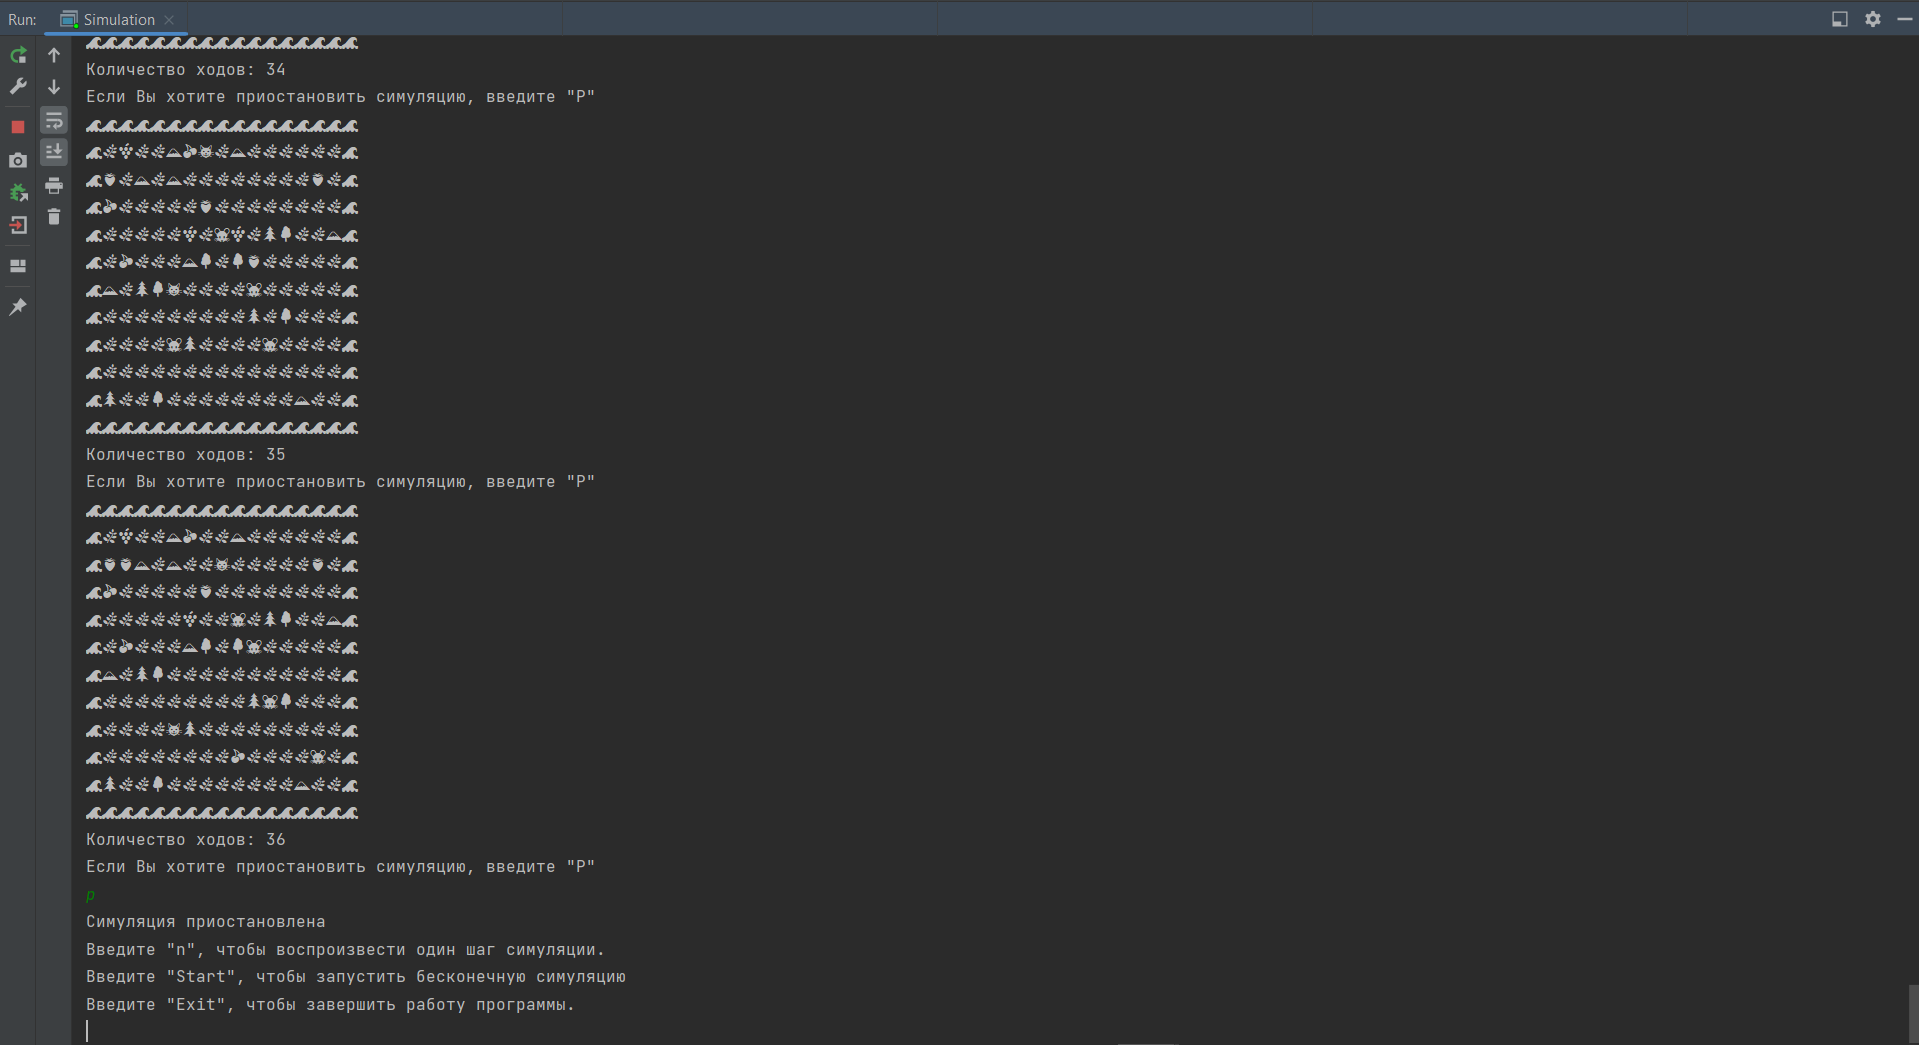 Run: Simulation
Количество ходов: 34
Если Вы хотите приостановить симуляцию, введите "P"
Количество ходов: 35
Если Вы хотите приостановить симуляцию, введите "P"
Количество ходов: 36
Если Вы хотите приостановить симуляцию, введите "P"
p
Симуляция приостановлена
Введите "n", чтобы воспроизвести один шаг симуляции.
Введите "Start", чтобы запустить бесконечную симуляцию
Введите "Exit", чтобы завершить работу программы.